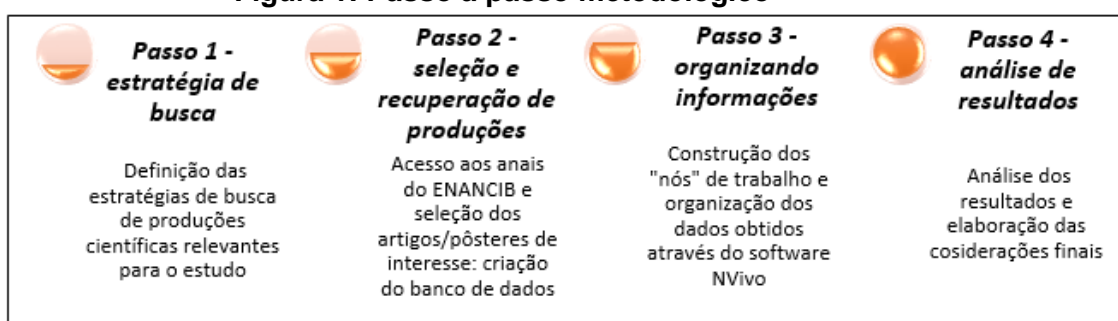 Figura 1: Passo a passo metodológico
Passo 1 -
estratégia de
busca
Definição das
estratégias de busca
de produções
científicas relevantes
para o estudo
Passo 2 -
seleção e
recuperação de
produções
Acesso aos anais
do ENANCIB e
seleção dos
artigos/pôsteres de
interesse: criação
do banco de dados
Passo 3 -
organizando
informações
Construção dos
"nós" de trabalho e
organização dos
dados obtidos
através do software
NVivo
Passo 4 -
análise de
resultados
Análise dos
resultados e
elaboração das
cosiderações finais